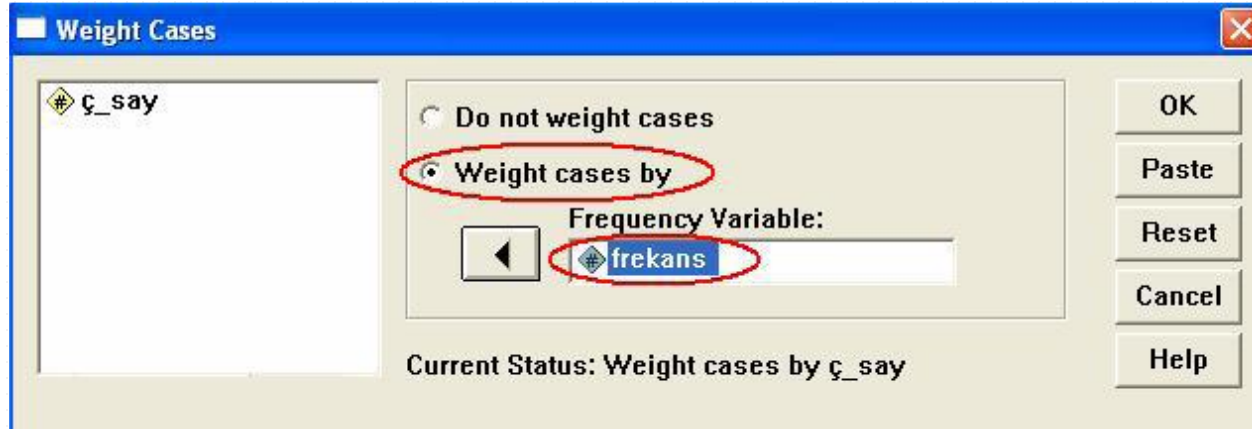 Weight Cases
ç_say
Do not weight cases
Weight cases by
Frequency Variable:
frekans
Current Status: Weight cases by ç_say
OK
Paste
Reset
Cancel
Help